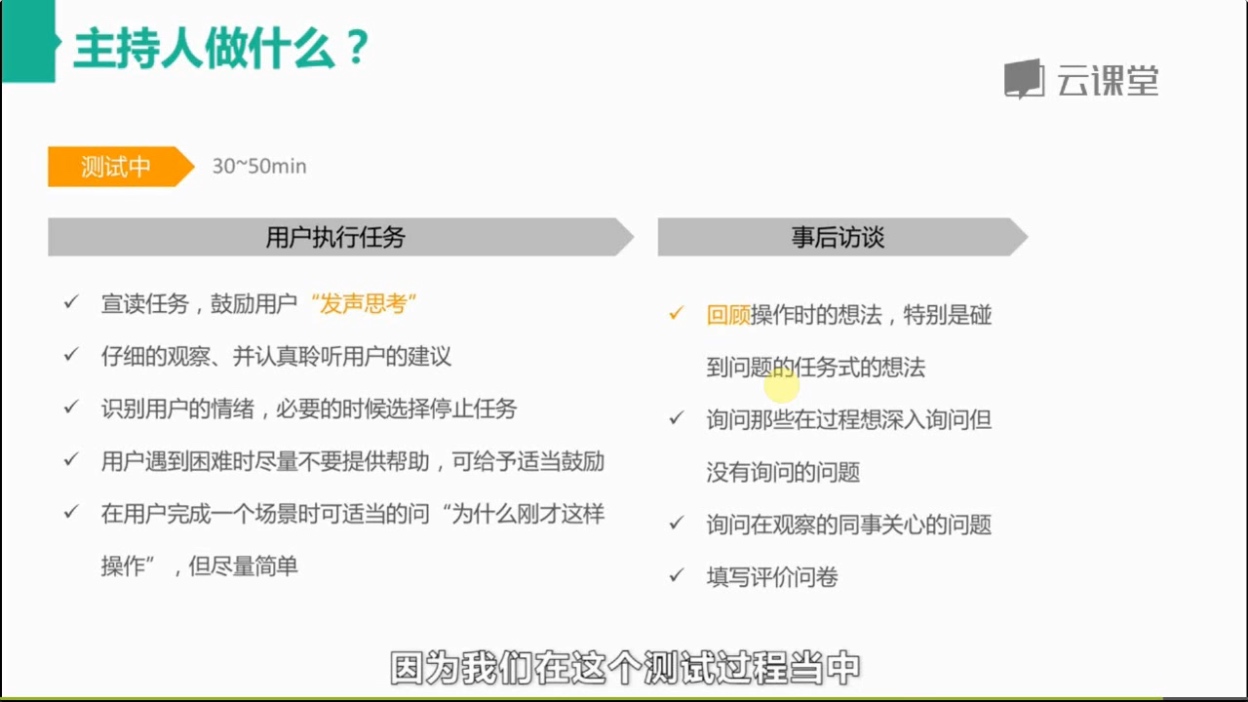 主持人做什么？
云课堂
测试中
30~50min
用户执行任务
宣读任务，鼓励用户“发声思考”
仔细的观察、并认真聆听用户的建议
识别用户的情绪，必要的时候选择停止任务
用户遇到困难时尽量不要提供帮助，可给予适当鼓励
在用户完成一个场景时可适当的问“为什么刚才这样
操作”，但尽量简单
事后访谈
回顾操作时的想法，特别是碰
到问题的任务式的想法
询问那些在过程想深入询问但
没有询问的问题
询问在观察的同事关心的问题
填写评价问卷
因为我们在这个测试过程当中